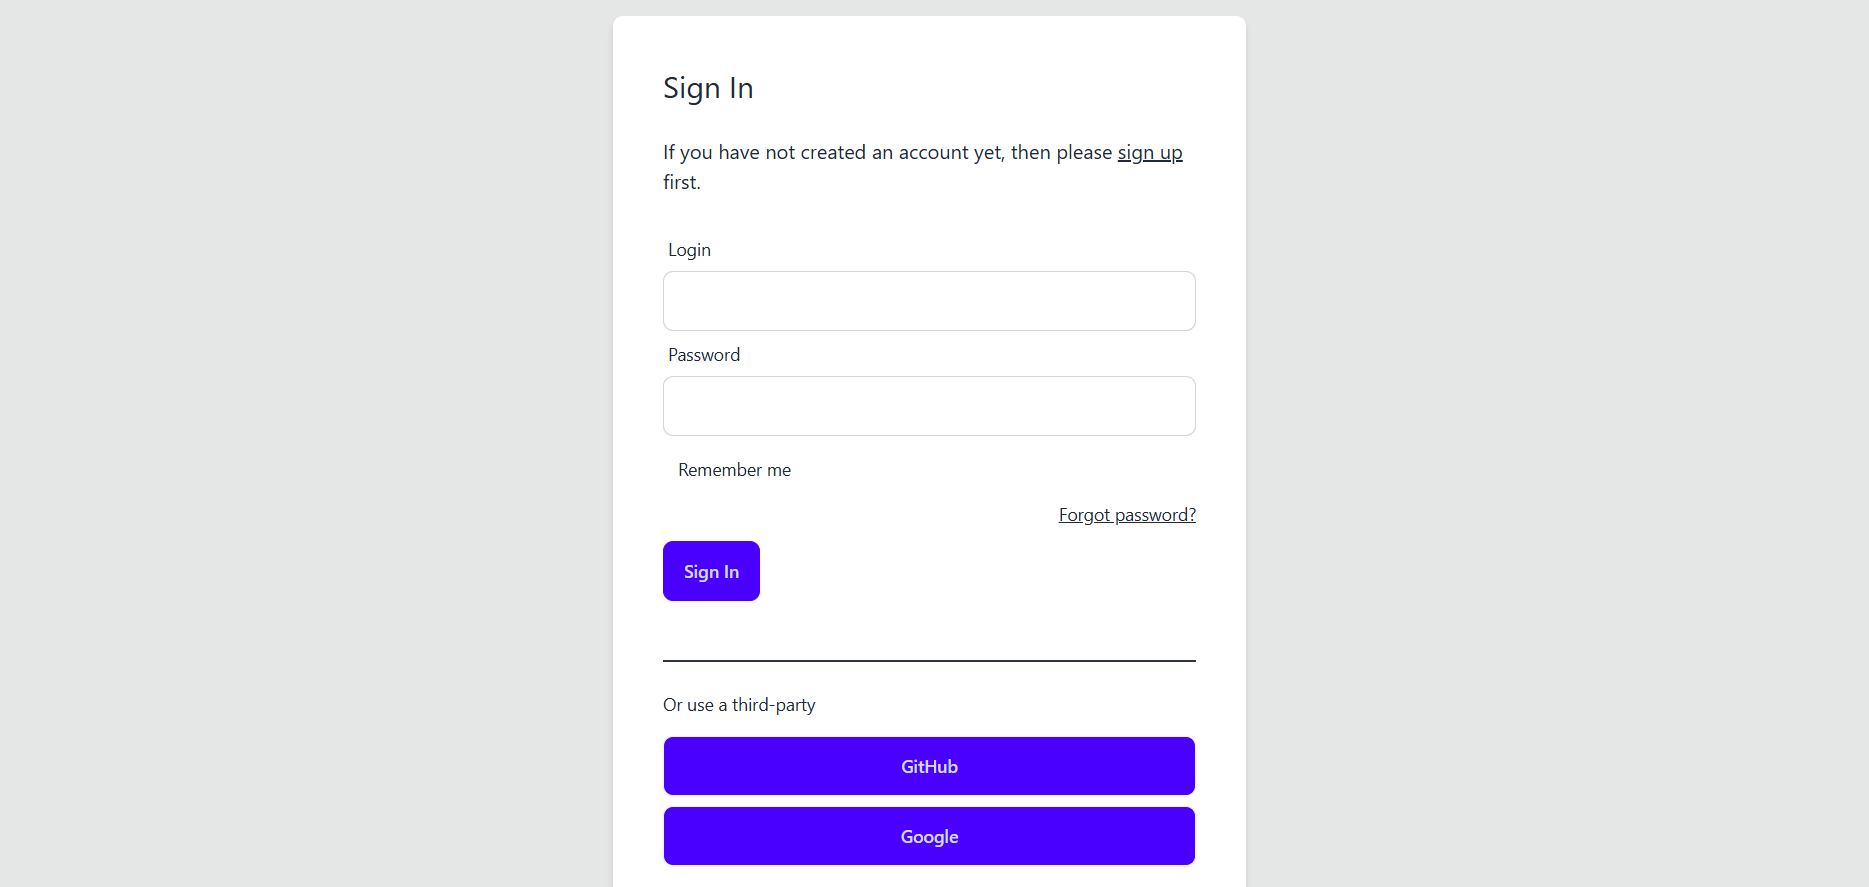 Sign In
If you have not created an account yet, then please sign up
first.
Login
Password
Remember me
Forgot password?
Sign In
Or use a third-party
GitHub
Google